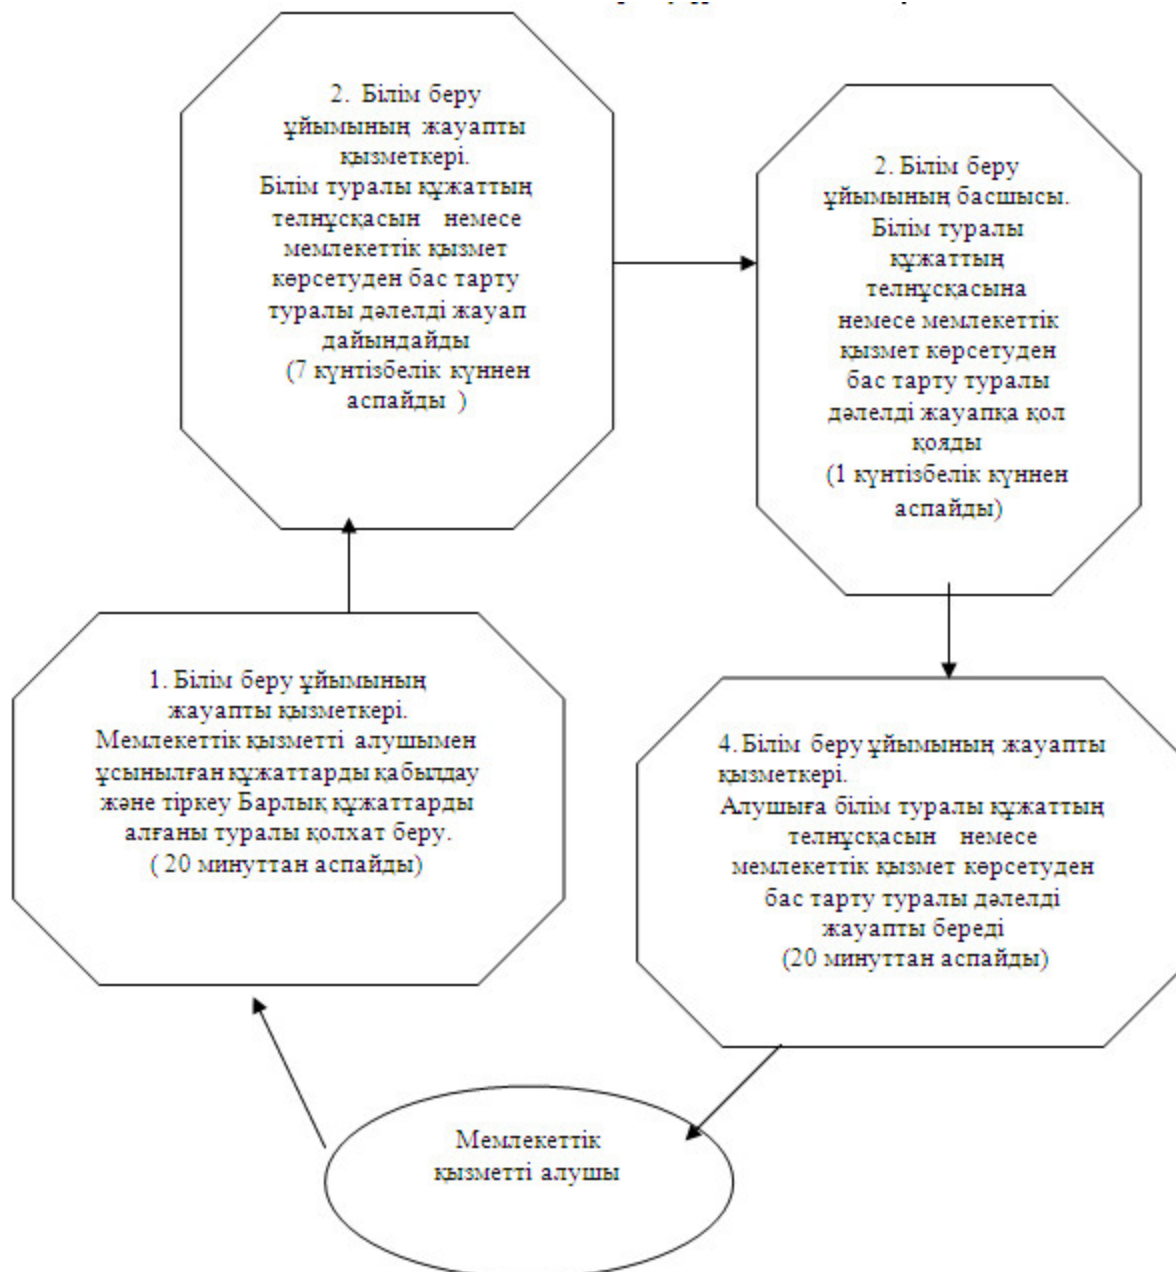 2. Білім беру
ұйымының жауапты
қызметкері.
Білім туралы құжаттың
телнұсқасын немесе
мемлекеттік қызмет
көрсетуден бас тарту
туралы дәлелді жауап
дайындайды
(7 күнтізбелік күннен
аспайды )
2. Білім беру
ұйымының басшысы.
Білім туралы
құжаттың
телнұсқасына
немесе мемлекеттік
қызмет көрсетуден
бас тарту туралы
дәлелді жауапқа қол
қояды
(1 күнтізбелік күннен
аспайды)
1. Білім беру ұйымының
жауапты қызметкері.
Мемлекеттік қызметті алушымен
ұсынылған құжаттарды қабылдау
және тіркеу Барлық құжаттарды
алғаны туралы қолхат беру.
( 20 минуттан аспайды)
4. Білім беру ұйымының жауапты
қызметкері.
Алушыға білім туралы құжаттың
телнұсқасын немесе
мемлекеттік қызмет көрсетуден
бас тарту туралы дәлелді
жауапты береді
(20 минуттан аспайды)
Мемлекеттік
қызметті алушы